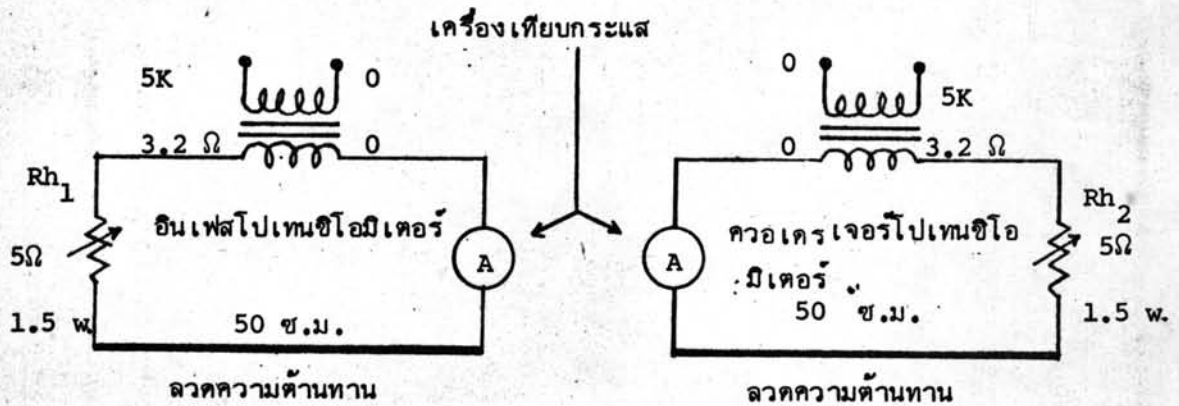 เครื่องเทียบกระแส
5K
0
3.2 Ω
0
Rh1
5Ω
1.5 w.
อินเฟสโปเทนซิโอมิเตอร์
A
50 ซ.ม.
ลวดความต้านทาน
0
5K
0
3.2 Ω
Rh2
5Ω
1.5 w.
A
ควอเดรเจอร์โปเทนซิโอ
มิเตอร์
50 ซ.ม.
ลวดความต้านทาน